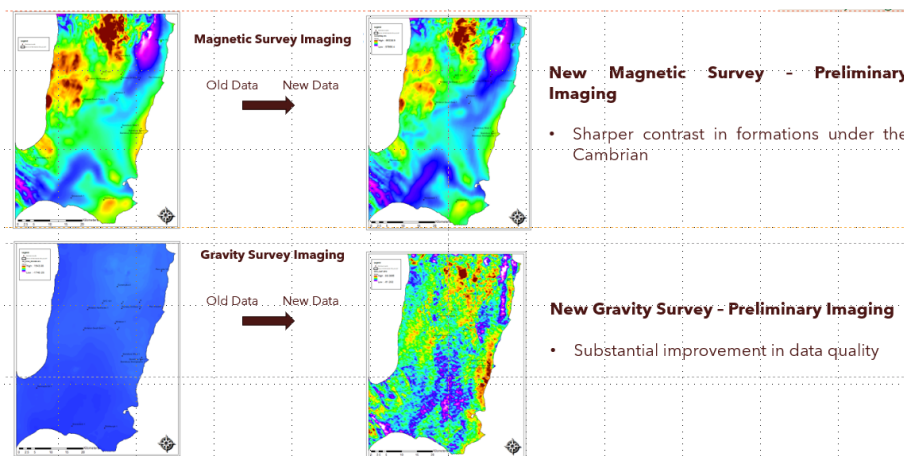 Magnetic Survey Imaging
Old Data New Data
New Magnetic Survey – Preliminary
Imaging
• Sharper contrast in formations under the
Cambrian
Gravity Survey Imaging
Old Data New Data
New Gravity Survey – Preliminary Imaging
• Substantial improvement in data quality